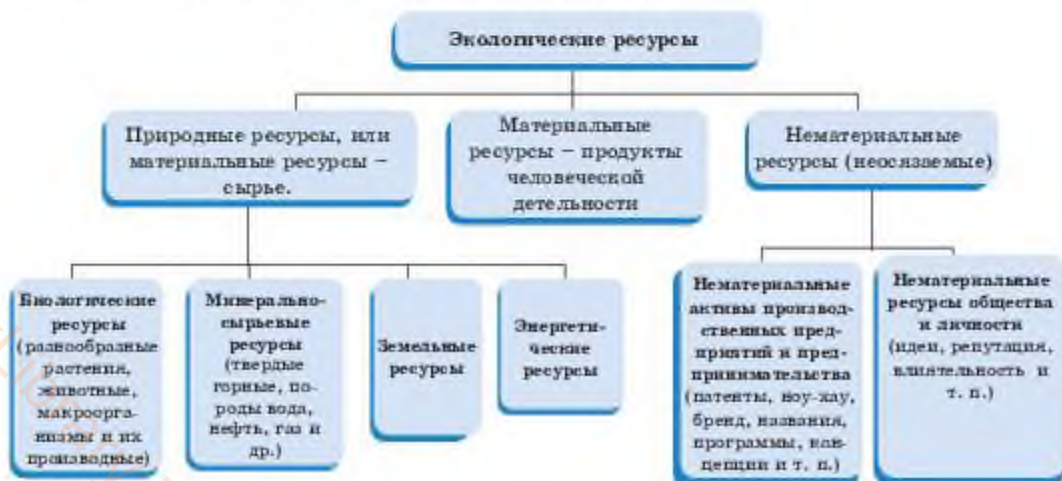 Экологические ресурсы
Природные ресурсы, или
материальные ресурсы –
сырье.
Материальные
ресурсы – продукты
человеческой
детельности
Нематериальные
ресурсы (неосязаемые)
Биологические
ресурсы
(разнообразные
растения,
животные,
макроорга-
низмы и их
производные)
Минерально-
сырьевые
ресурсы
(твердые
горные, по-
роды вода,
нефть, газ и
др.)
Земельные
ресурсы
Энергети-
ческие
ресурсы
Нематериальные
активы производ-
ственных пред-
приятий и пред-
принимательства
(патенты, ноу-хау,
бренд, названия,
программы, кон-
цепции и т. п.)
Нематериальные
ресурсы общества
и личности
(идеи, репутация,
влиятельность и
т. п.)